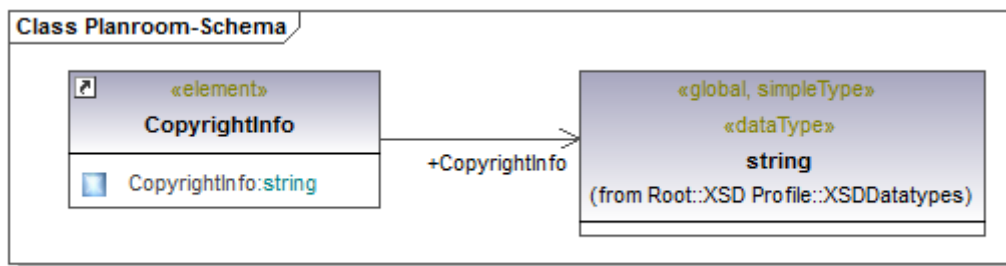 Class Planroom-Schema
«element»
CopyrightInfo
CopyrightInfo:string
+CopyrightInfo
«global, simpleType»
«dataType»
string
(from Root::XSD Profile::XSDDatatypes)